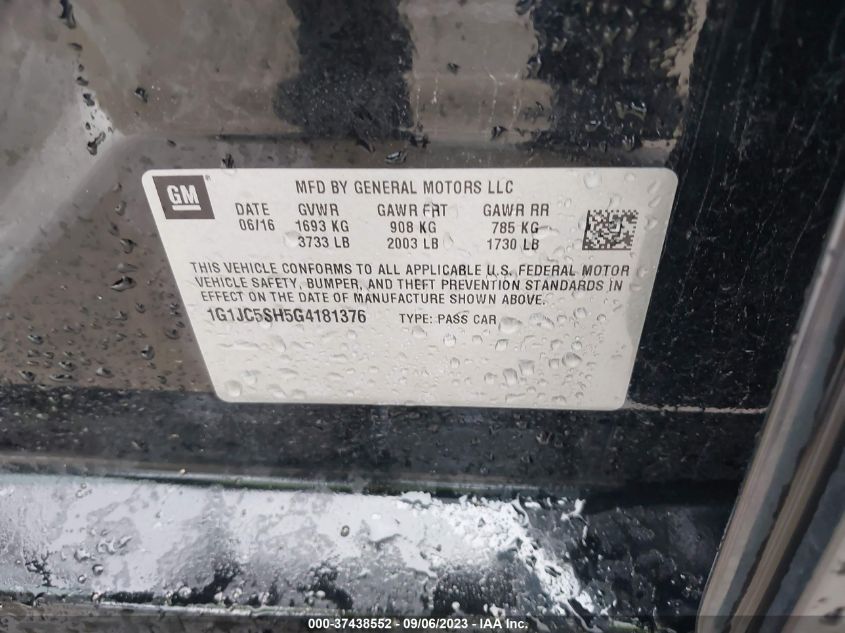 GM
MFD BY GENERAL MOTORS LLC
DATE GVWR GAWR FRT GAWR RR
06/16 1693 KG 908 KG 785 KG
3733 LB 2003 LB 1730 LB
THIS VEHICLE CONFORMS TO ALL APPLICABLE U.S. FEDERAL MOTOR
VEHICLE SAFETY, BUMPER, AND THEFT PREVENTION STANDARDS IN
EFFECT ON THE DATE OF MANUFACTURE SHOWN ABOVE.
1G1JC5SH5G4181376 TYPE: PASS CAR
000-37438552 - 09/06/2023 - IAA Inc.